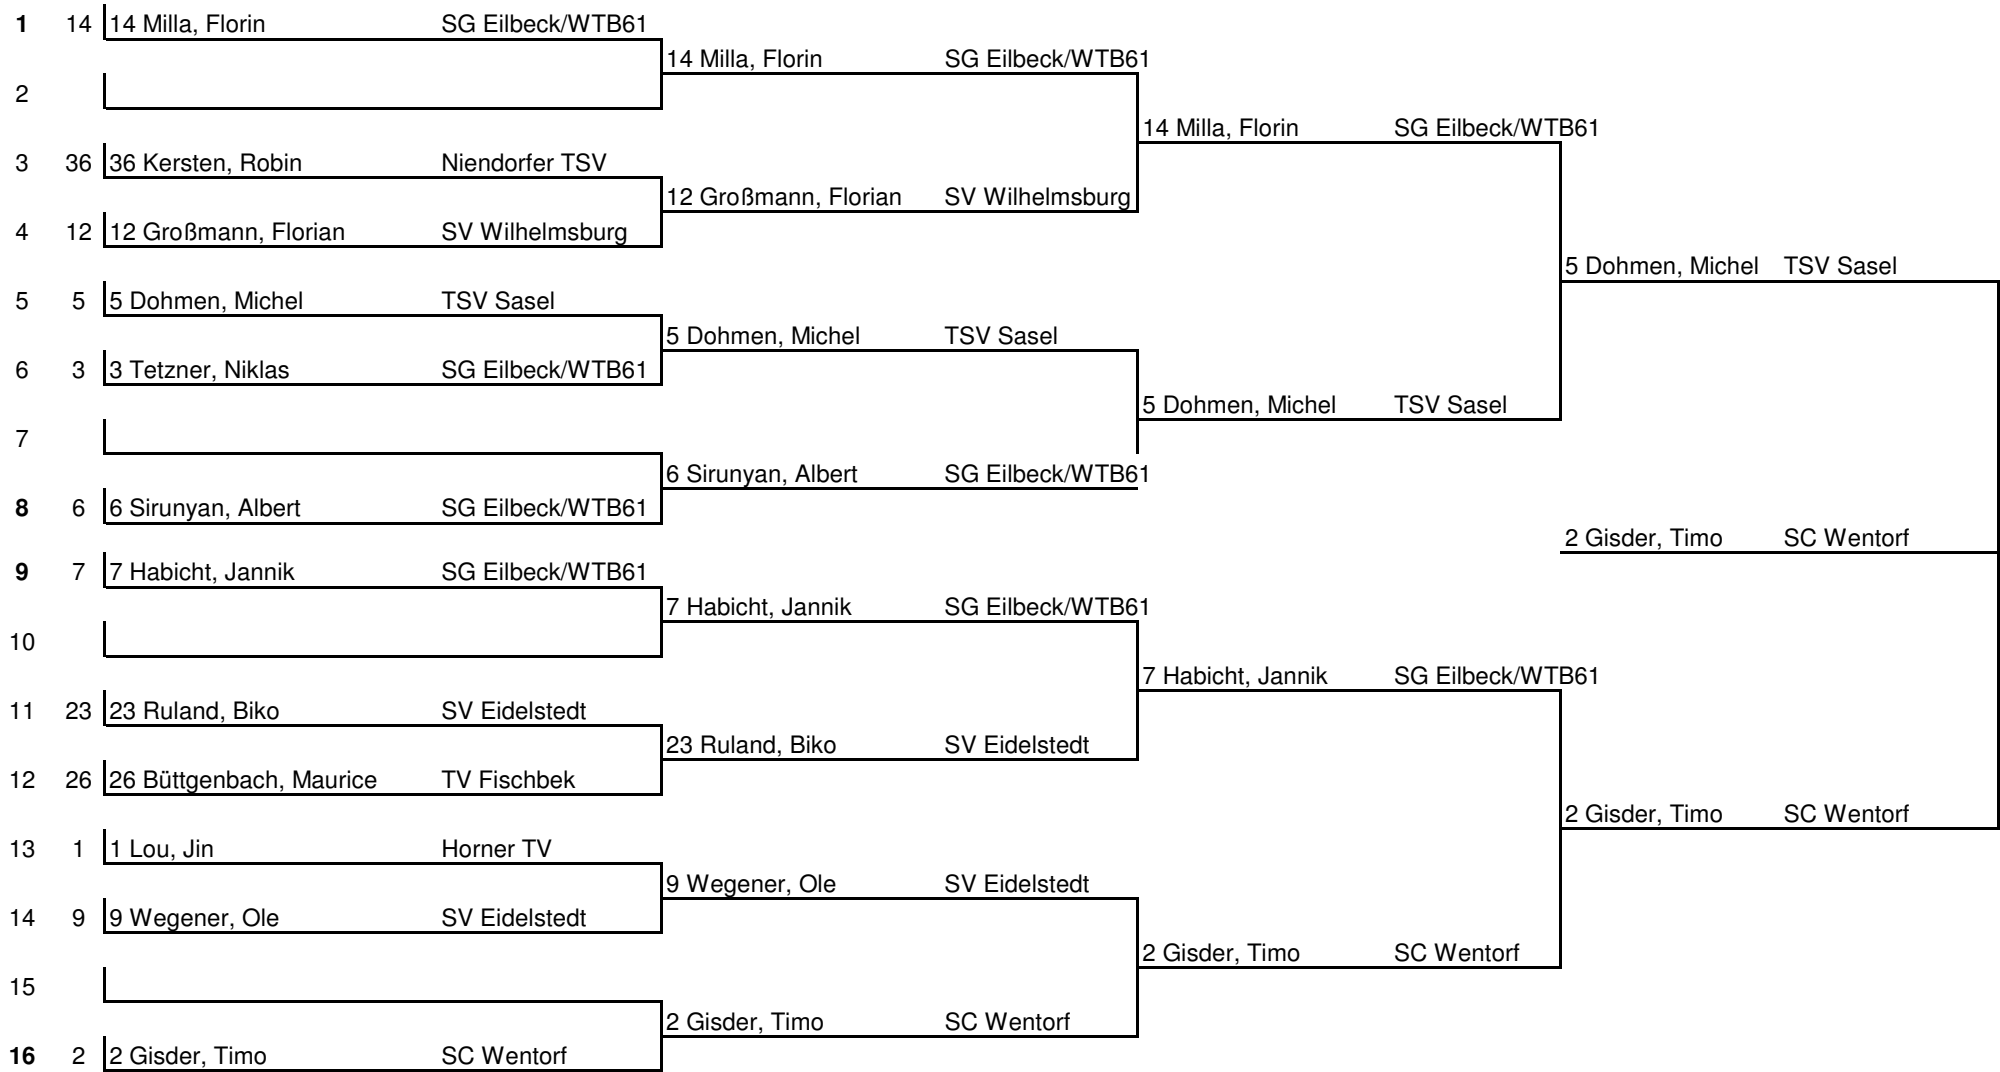 1 14 14 Milla, Florin SG Eilbeck/WTB61
14 Milla, Florin SG Eilbeck/WTB61
2
14 Milla, Florin SG Eilbeck/WTB61
3 36 36 Kersten, Robin Niendorfer TSV
12 Großmann, Florian SV Wilhelmsburg
4 12 12 Großmann, Florian SV Wilhelmsburg
5 Dohmen, Michel TSV Sasel
5 5 5 Dohmen, Michel TSV Sasel
5 Dohmen, Michel TSV Sasel
6 3 3 Tetzner, Niklas SG Eilbeck/WTB61
5 Dohmen, Michel TSV Sasel
7
6 Sirunyan, Albert SG Eilbeck/WTB61
8 6 6 Sirunyan, Albert SG Eilbeck/WTB61
2 Gisder, Timo SC Wentorf
9 7 7 Habicht, Jannik SG Eilbeck/WTB61
7 Habicht, Jannik SG Eilbeck/WTB61
10
7 Habicht, Jannik SG Eilbeck/WTB61
11 23 23 Ruland, Biko SV Eidelstedt
23 Ruland, Biko SV Eidelstedt
12 26 26 Büttgenbach, Maurice TV Fischbek
2 Gisder, Timo SC Wentorf
13 1 1 Lou, Jin Horner TV
9 Wegener, Ole SV Eidelstedt
14 9 9 Wegener, Ole SV Eidelstedt
2 Gisder, Timo SC Wentorf
15
2 Gisder, Timo SC Wentorf
16 2 2 Gisder, Timo SC Wentorf